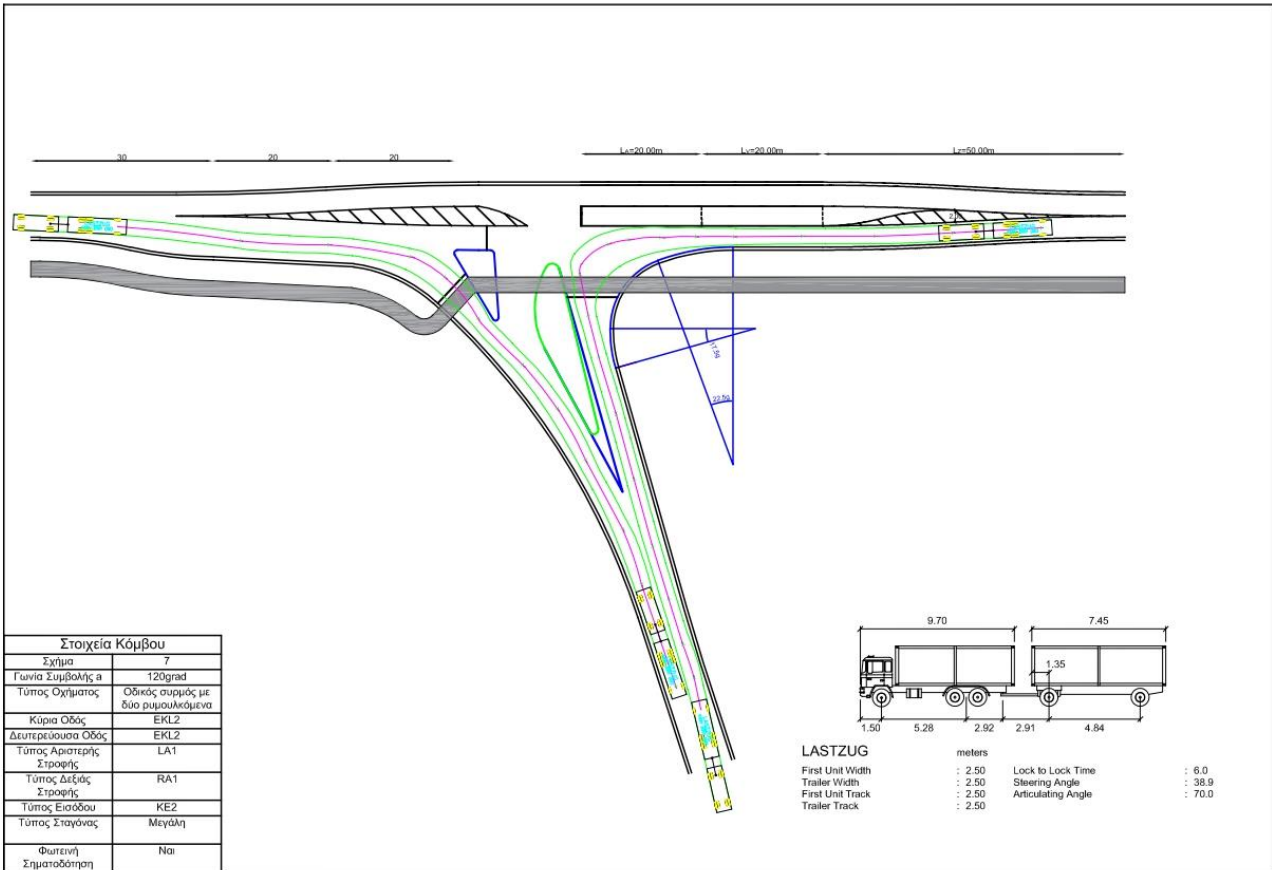 30
20
20
LA=20.00m
LV=20.00m
LZ=50.00m
17.5g
22.5g
Στοιχεία Κόμβου
Σχήμα 7
Γωνία Συμβολής a 120grad
Τύπος Οχήματος Οδικός συρμός με
δύο ρυμουλκόμενα
Κύρια Οδός EKL2
Δευτερεύουσα Οδός EKL2
Τύπος Αριστερής LA1
Στροφής
Τύπος Δεξιάς RA1
Στροφής
Τύπος Εισόδου KE2
Τύπος Σταγόνας Μεγάλη
Φωτεινή Ναι
Σηματοδότηση
9.70 7.45
1.35
1.50 5.28 2.92 2.91 4.84
LASTZUG meters
First Unit Width : 2.50 Lock to Lock Time : 6.0
Trailer Width : 2.50 Steering Angle : 38.9
First Unit Track : 2.50 Articulating Angle : 70.0
Trailer Track : 2.50